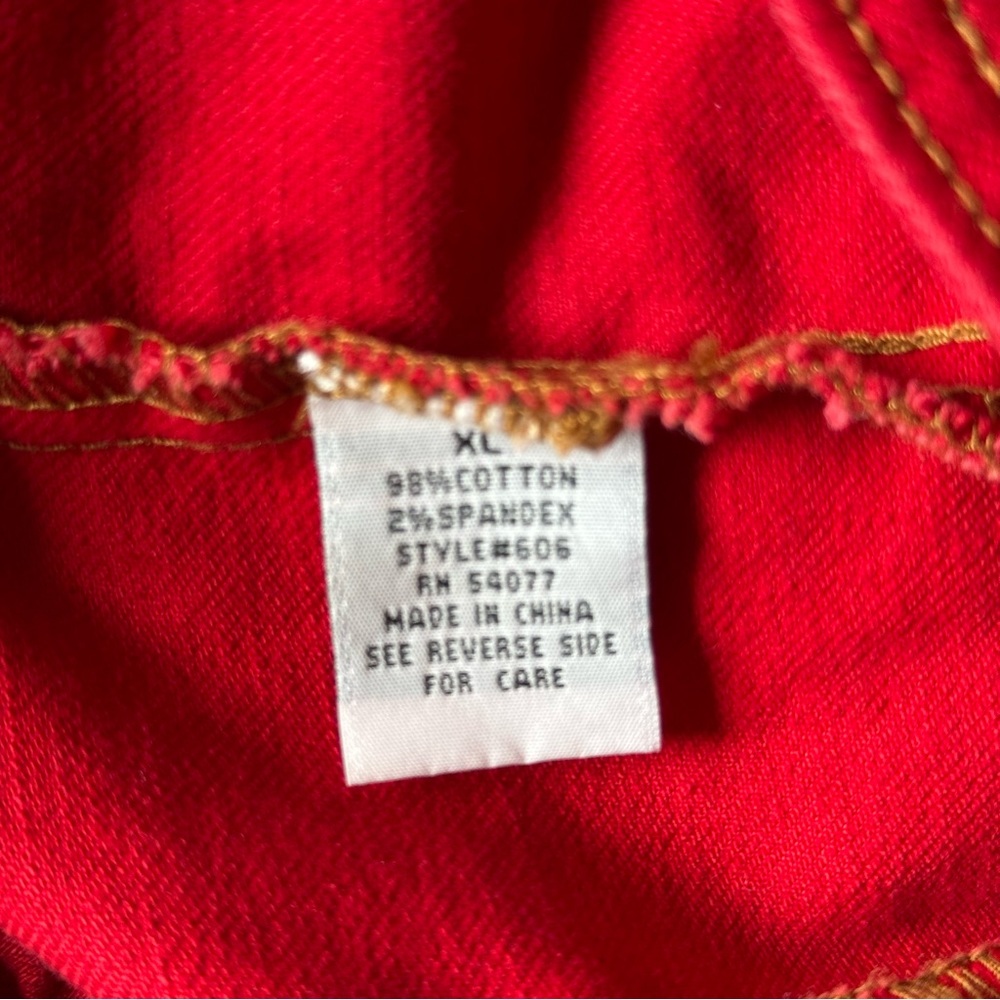 XL
98%COTTON
2%SPANDEX
STYLE#606
RN 54077
MADE IN CHINA
SEE REVERSE SIDE
FOR CARE